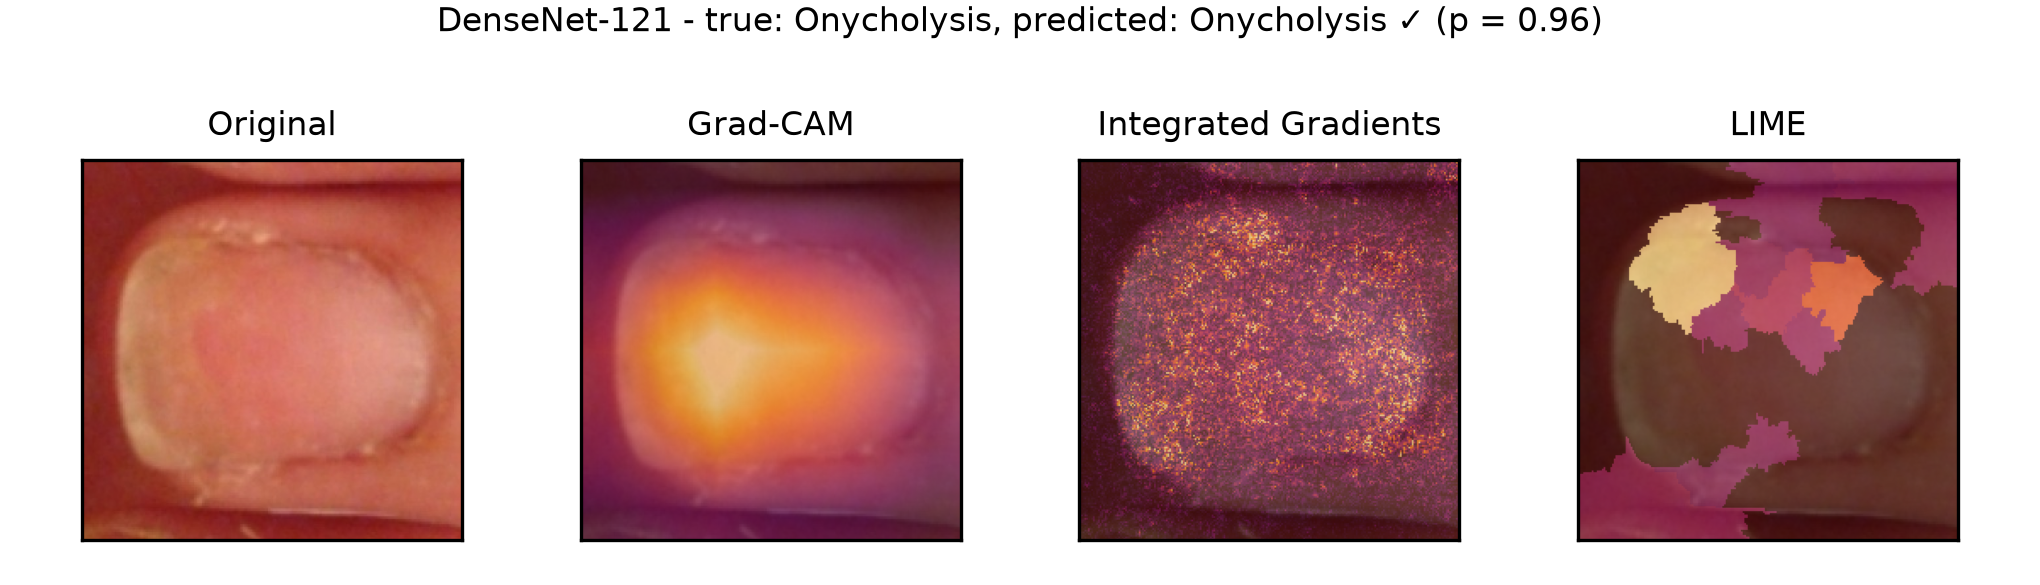 DenseNet-121 - true: Onycholysis, predicted: Onycholysis ✓ (p = 0.96)
Original
Grad-CAM
Integrated Gradients
LIME